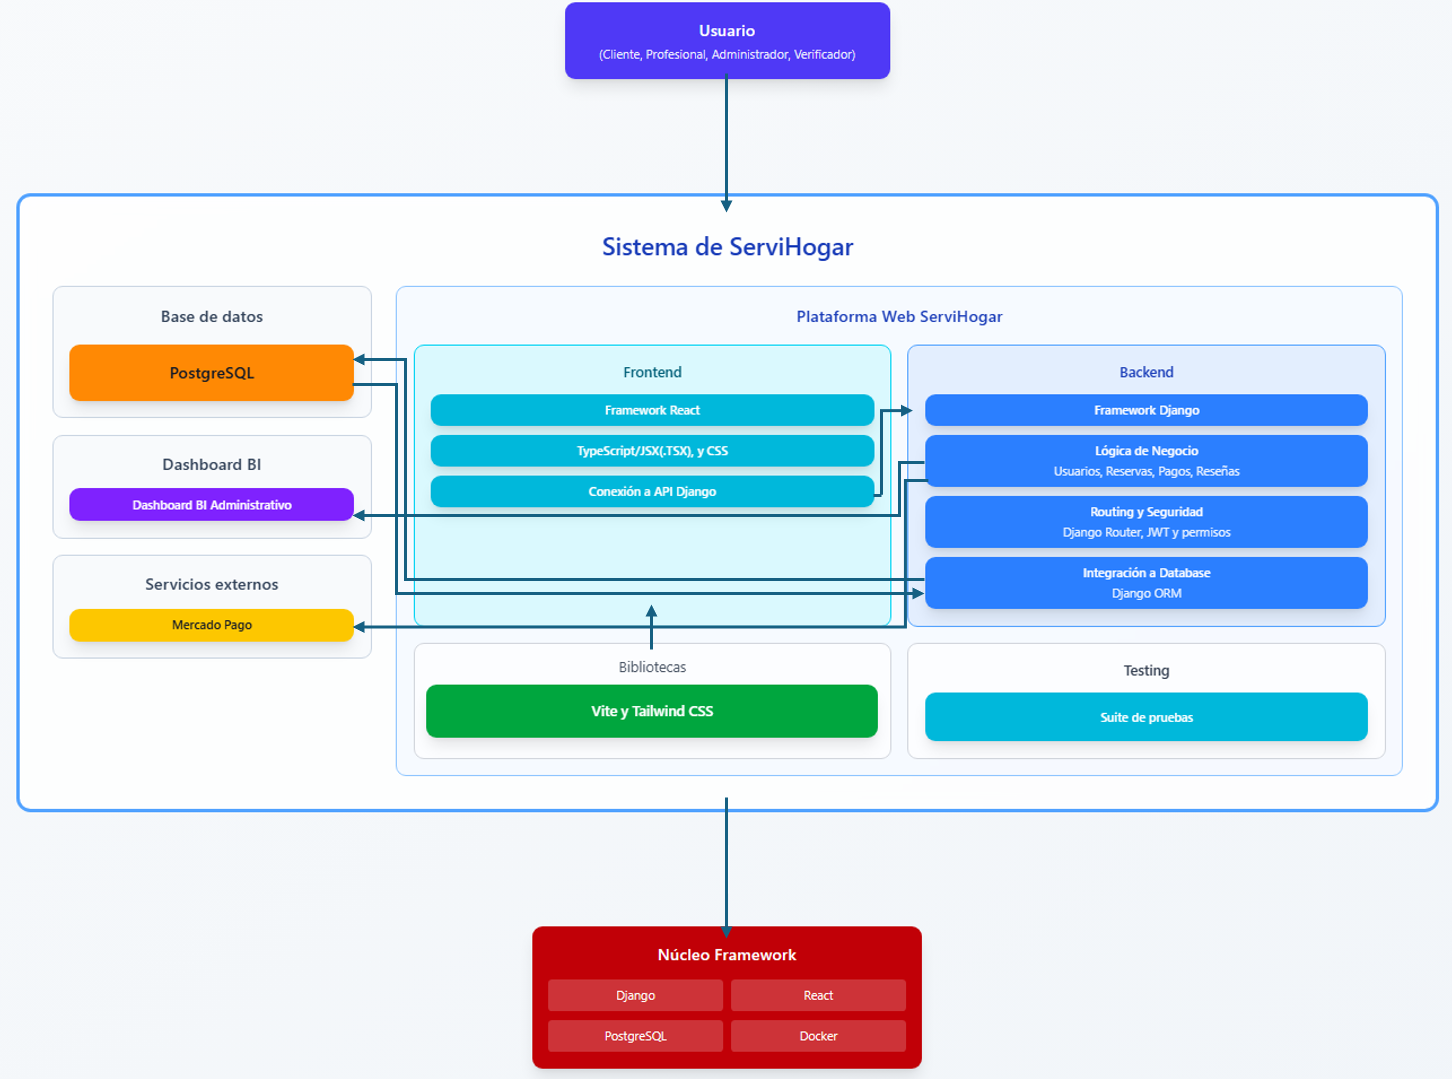 Usuario
(Cliente, Profesional, Administrador, Verificador)
Sistema de ServiHogar
Base de datos
PostgreSQL
Dashboard BI
Dashboard BI Administrativo
Servicios externos
Mercado Pago
Plataforma Web ServiHogar
Frontend
Framework React
TypeScript/JSX(.TSX), y CSS
Conexión a API Django
Backend
Framework Django
Lógica de Negocio
Usuarios, Reservas, Pagos, Reseñas
Routing y Seguridad
Django Router, JWT y permisos
Integración a Database
Django ORM
Bibliotecas
Vite y Tailwind CSS
Testing
Suite de pruebas
Núcleo Framework
Django
React
PostgreSQL
Docker